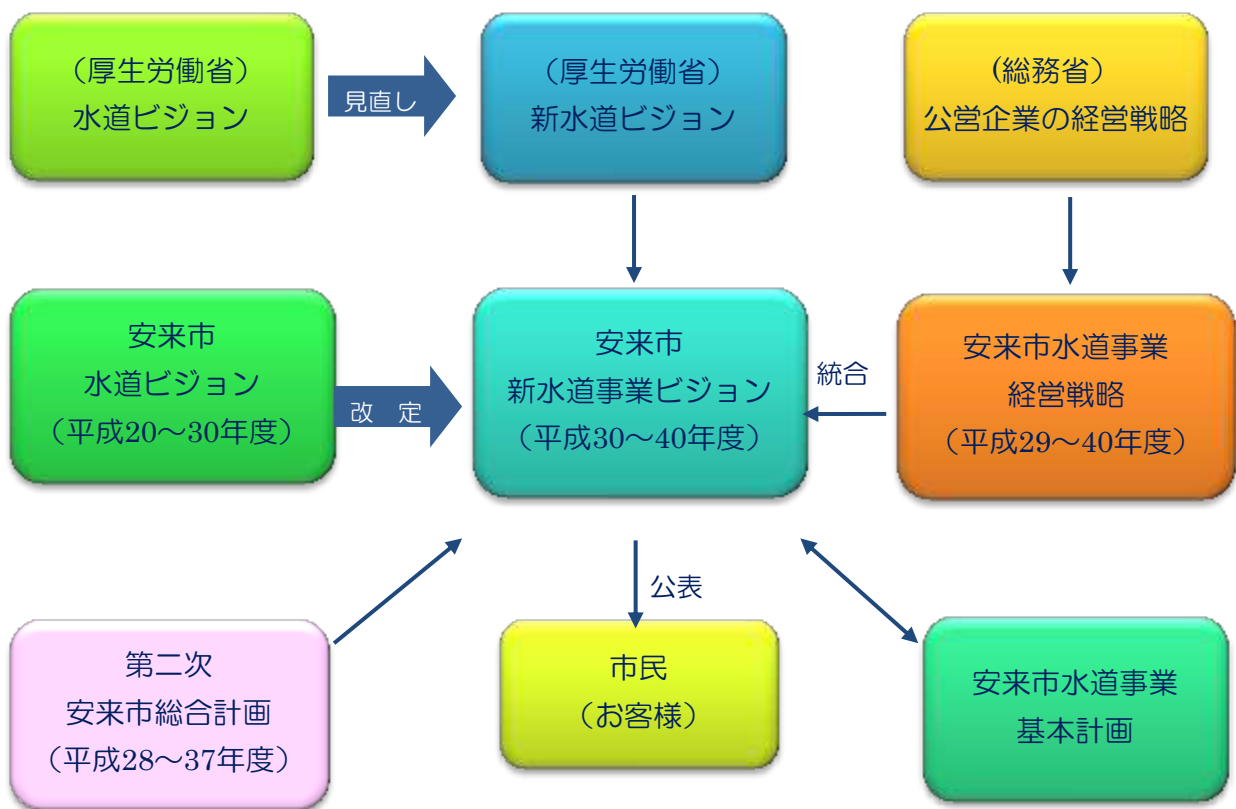 （厚生労働省）
水道ビジョン
見直し
（厚生労働省）
新水道ビジョン
(総務省）
公営企業の経営戦略
安来市
水道ビジョン
（平成20～30年度）
改　定
安来市
新水道事業ビジョン
（平成30～40年度）
統合
安来市水道事業
経営戦略
（平成29～40年度）
第二次
安来市総合計画
（平成28～37年度）
公表
市民
（お客様）
安来市水道事業
基本計画